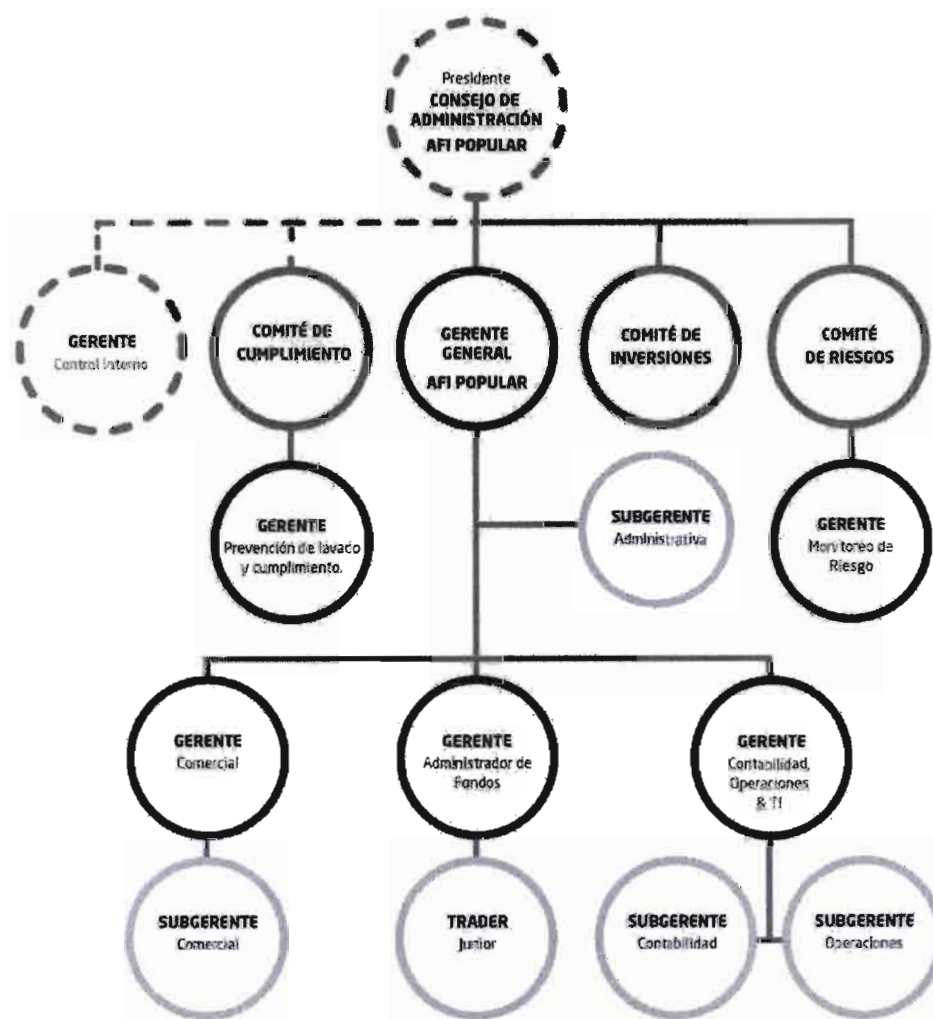 Presidente
CONSEJO DE
ADMINISTRACIÓN
AFI POPULAR
GERENTE
Control Interno
COMITÉ DE
CUMPLIMIENTO
GERENTE
GENERAL
AFI POPULAR
COMITÉ DE
INVERSIONES
COMITÉ
DE RIESGOS
GERENTE
Prevención de lavado
y cumplimiento.
SUBGERENTE
Administrativa
GERENTE
Monitoreo de
Riesgo
GERENTE
Comercial
GERENTE
Administrador de
Fondos
GERENTE
Contabilidad,
Operaciones
& TI
SUBGERENTE
Comercial
TRADER
Junior
SUBGERENTE
Contabilidad
SUBGERENTE
Operaciones